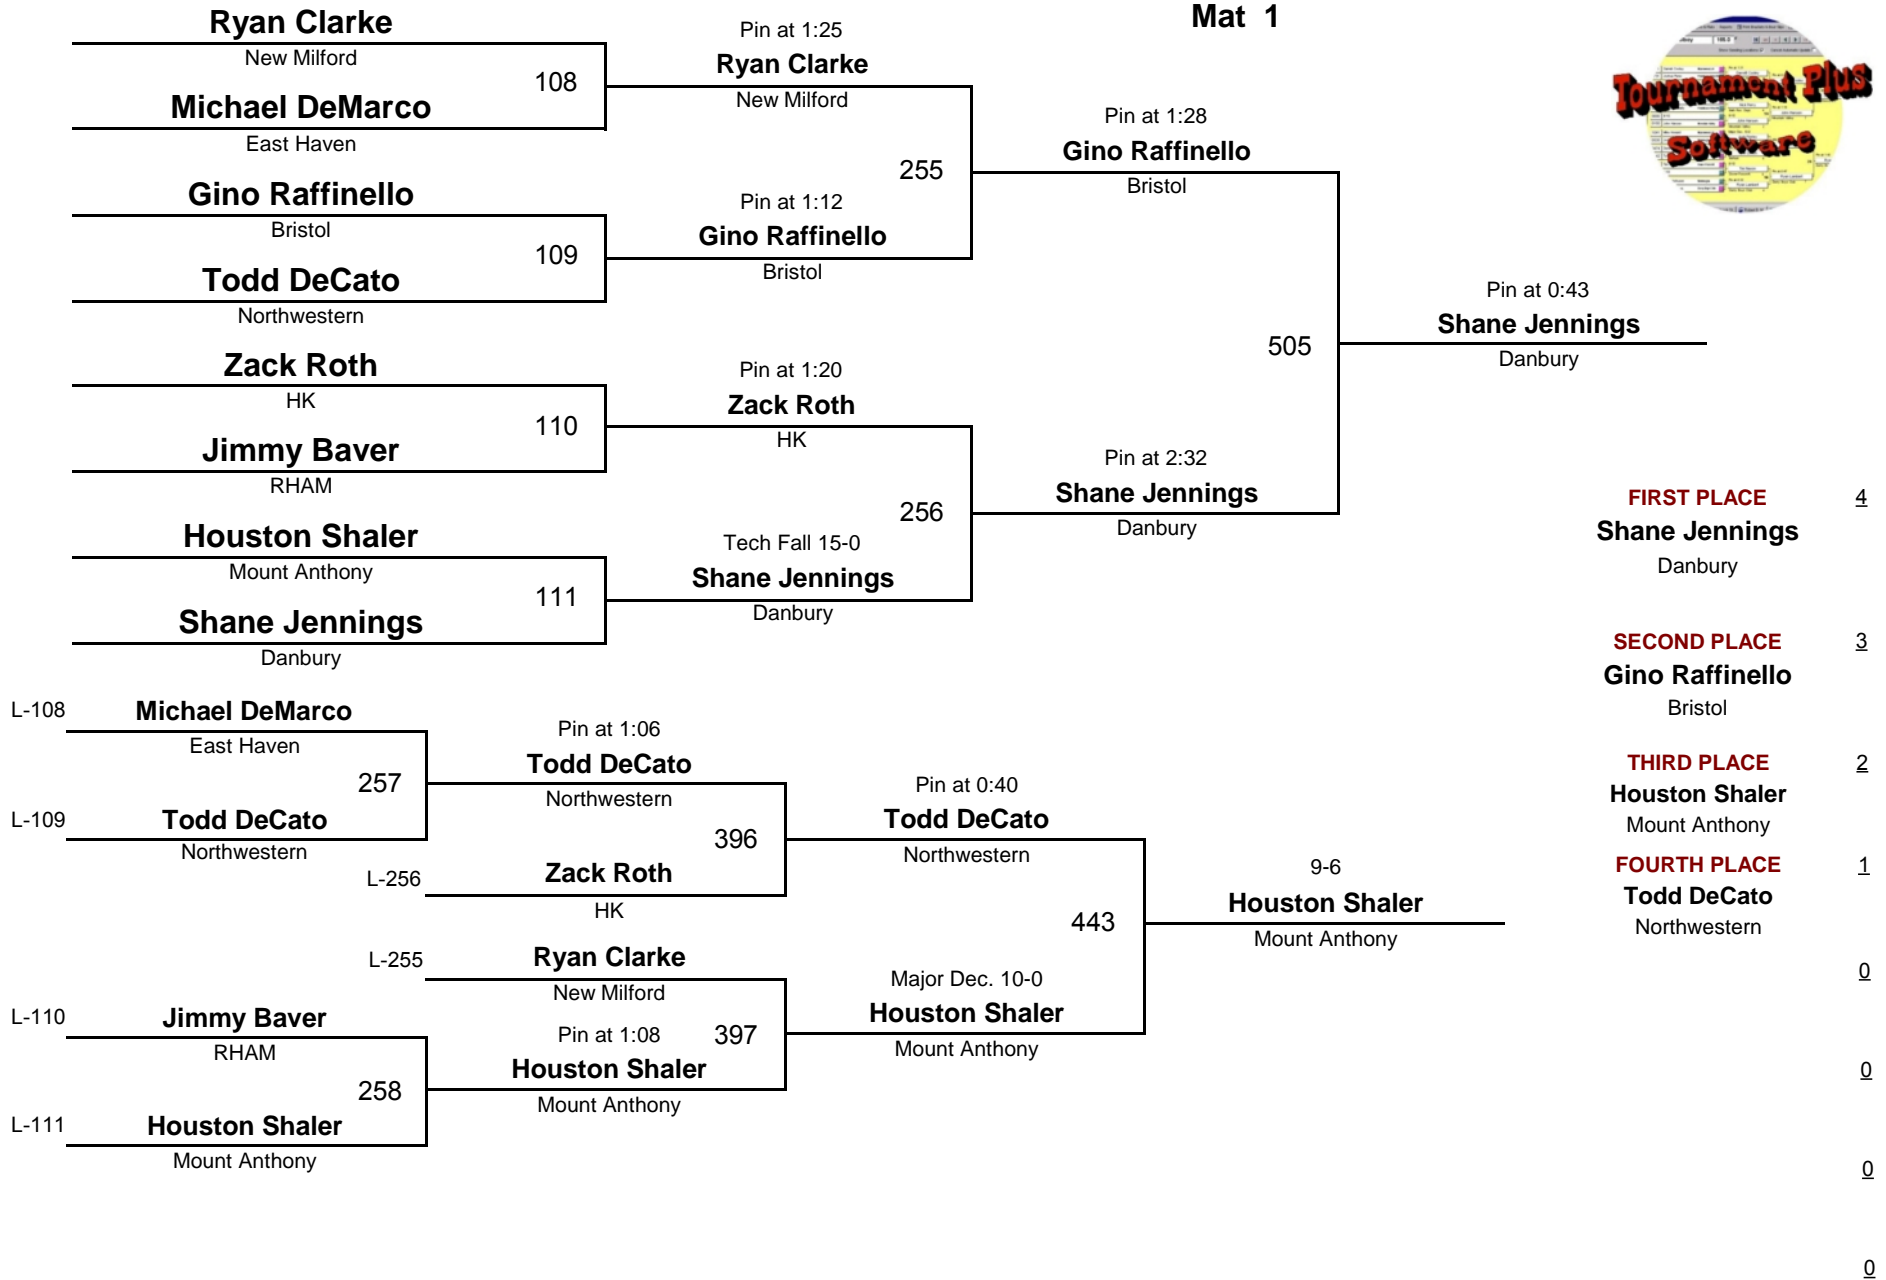 Mat 1
Tournament Plus
Software
Ryan Clarke
New Milford
108
Michael DeMarco
East Haven
Gino Raffinello
Bristol
109
Todd DeCato
Northwestern
Zack Roth
HK
110
Jimmy Baver
RHAM
Houston Shaler
Mount Anthony
111
Shane Jennings
Danbury
Pin at 1:25
Ryan Clarke
New Milford
255
Pin at 1:12
Gino Raffinello
Bristol
Pin at 1:20
Zack Roth
HK
256
Tech Fall 15-0
Shane Jennings
Danbury
Pin at 1:28
Gino Raffinello
Bristol
505
Pin at 2:32
Shane Jennings
Danbury
Pin at 0:43
Shane Jennings
Danbury
L-108
Michael DeMarco
East Haven
257
L-109
Todd DeCato
Northwestern
Pin at 1:06
Todd DeCato
Northwestern
396
L-256
Zack Roth
HK
L-255
Ryan Clarke
New Milford
397
L-110
Jimmy Baver
RHAM
258
L-111
Houston Shaler
Mount Anthony
Pin at 1:08
Houston Shaler
Mount Anthony
Pin at 0:40
Todd DeCato
Northwestern
443
Major Dec. 10-0
Houston Shaler
Mount Anthony
9-6
Houston Shaler
Mount Anthony
FIRST PLACE 4
Shane Jennings
Danbury
SECOND PLACE 3
Gino Raffinello
Bristol
THIRD PLACE 2
Houston Shaler
Mount Anthony
FOURTH PLACE 1
Todd DeCato
Northwestern
0
0
0
0